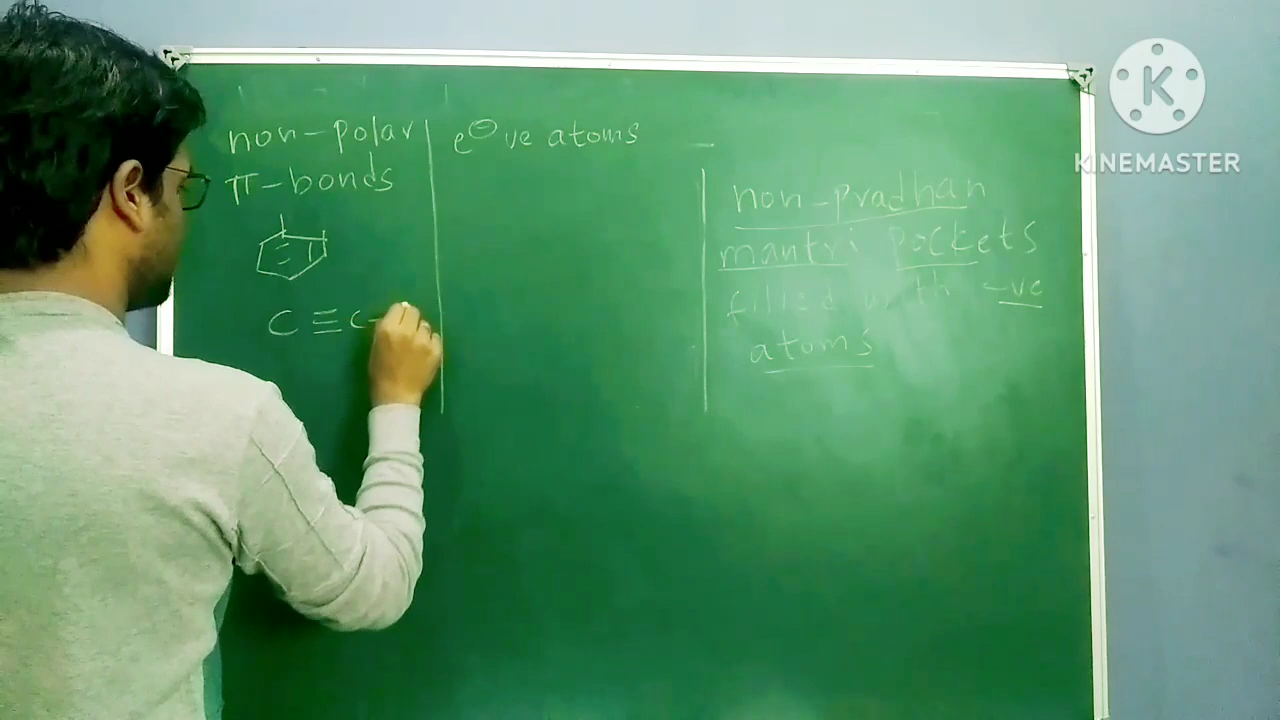 non-polar
π-bonds
C ≡ C-
e⊖ve atoms
non-pradhan
mantri pockets
filled with -ve
atoms
K
KINEMASTER